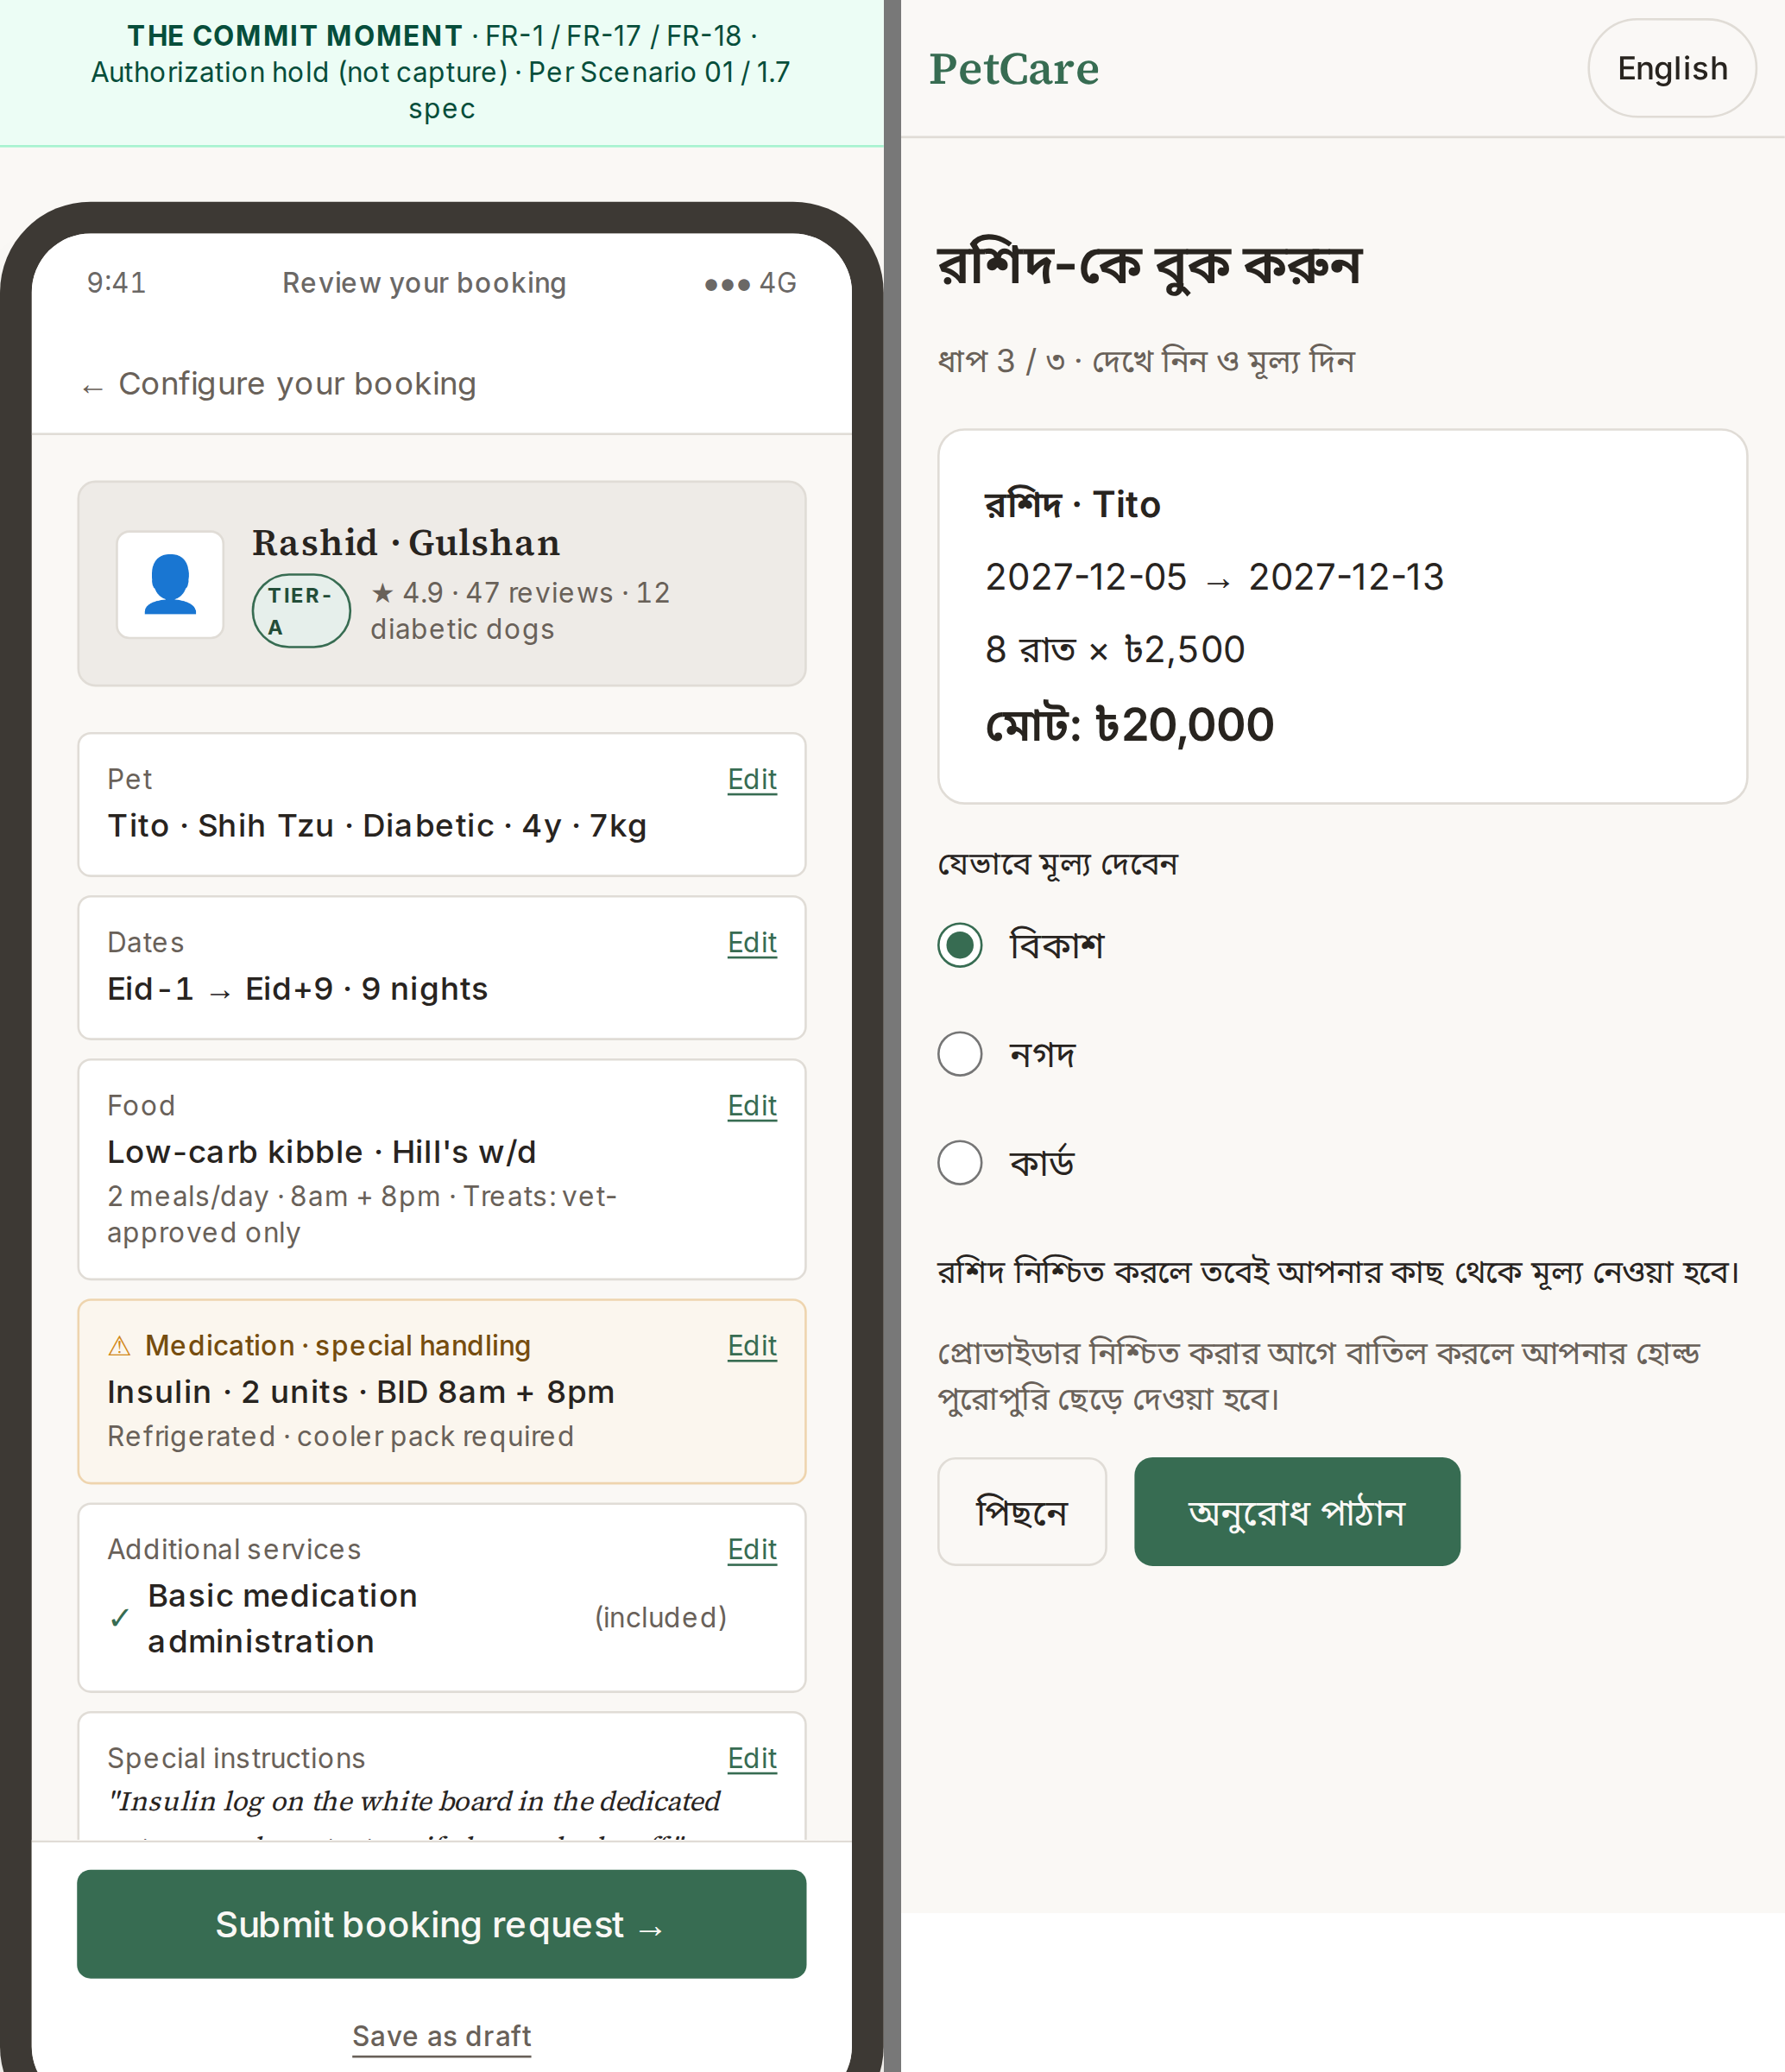 THE COMMIT MOMENT · FR-1 / FR-17 / FR-18 ·
Authorization hold (not capture) · Per Scenario 01 / 1.7
spec
9:41
Review your booking
●●● 4G
← Configure your booking
Rashid · Gulshan
TIER-
A
★ 4.9 · 47 reviews · 12
diabetic dogs
Pet
Edit
Tito · Shih Tzu · Diabetic · 4y · 7kg
Dates
Edit
Eid-1 → Eid+9 · 9 nights
Food
Edit
Low-carb kibble · Hill's w/d
2 meals/day · 8am + 8pm · Treats: vet-
approved only
⚠ Medication · special handling
Edit
Insulin · 2 units · BID 8am + 8pm
Refrigerated · cooler pack required
Additional services
Edit
✓ Basic medication
administration
(included)
Special instructions
Edit
"Insulin log on the white board in the dedicated
Submit booking request →
Save as draft
PetCare
English
রশিদ-কে বুক করুন
ধাপ 3 / ৩ · দেখে নিন ও মূল্য দিন
রশিদ · Tito
2027-12-05 → 2027-12-13
8 রাত × ৳2,500
মোট: ৳20,000
যেভাবে মূল্য দেবেন
বিকাশ
নগদ
কার্ড
রশিদ নিশ্চিত করলে তবেই আপনার কাছ থেকে মূল্য নেওয়া হবে।
প্রোভাইডার নিশ্চিত করার আগে বাতিল করলে আপনার হোল্ড
পুরোপুরি ছেড়ে দেওয়া হবে।
পিছনে
অনুরোধ পাঠান